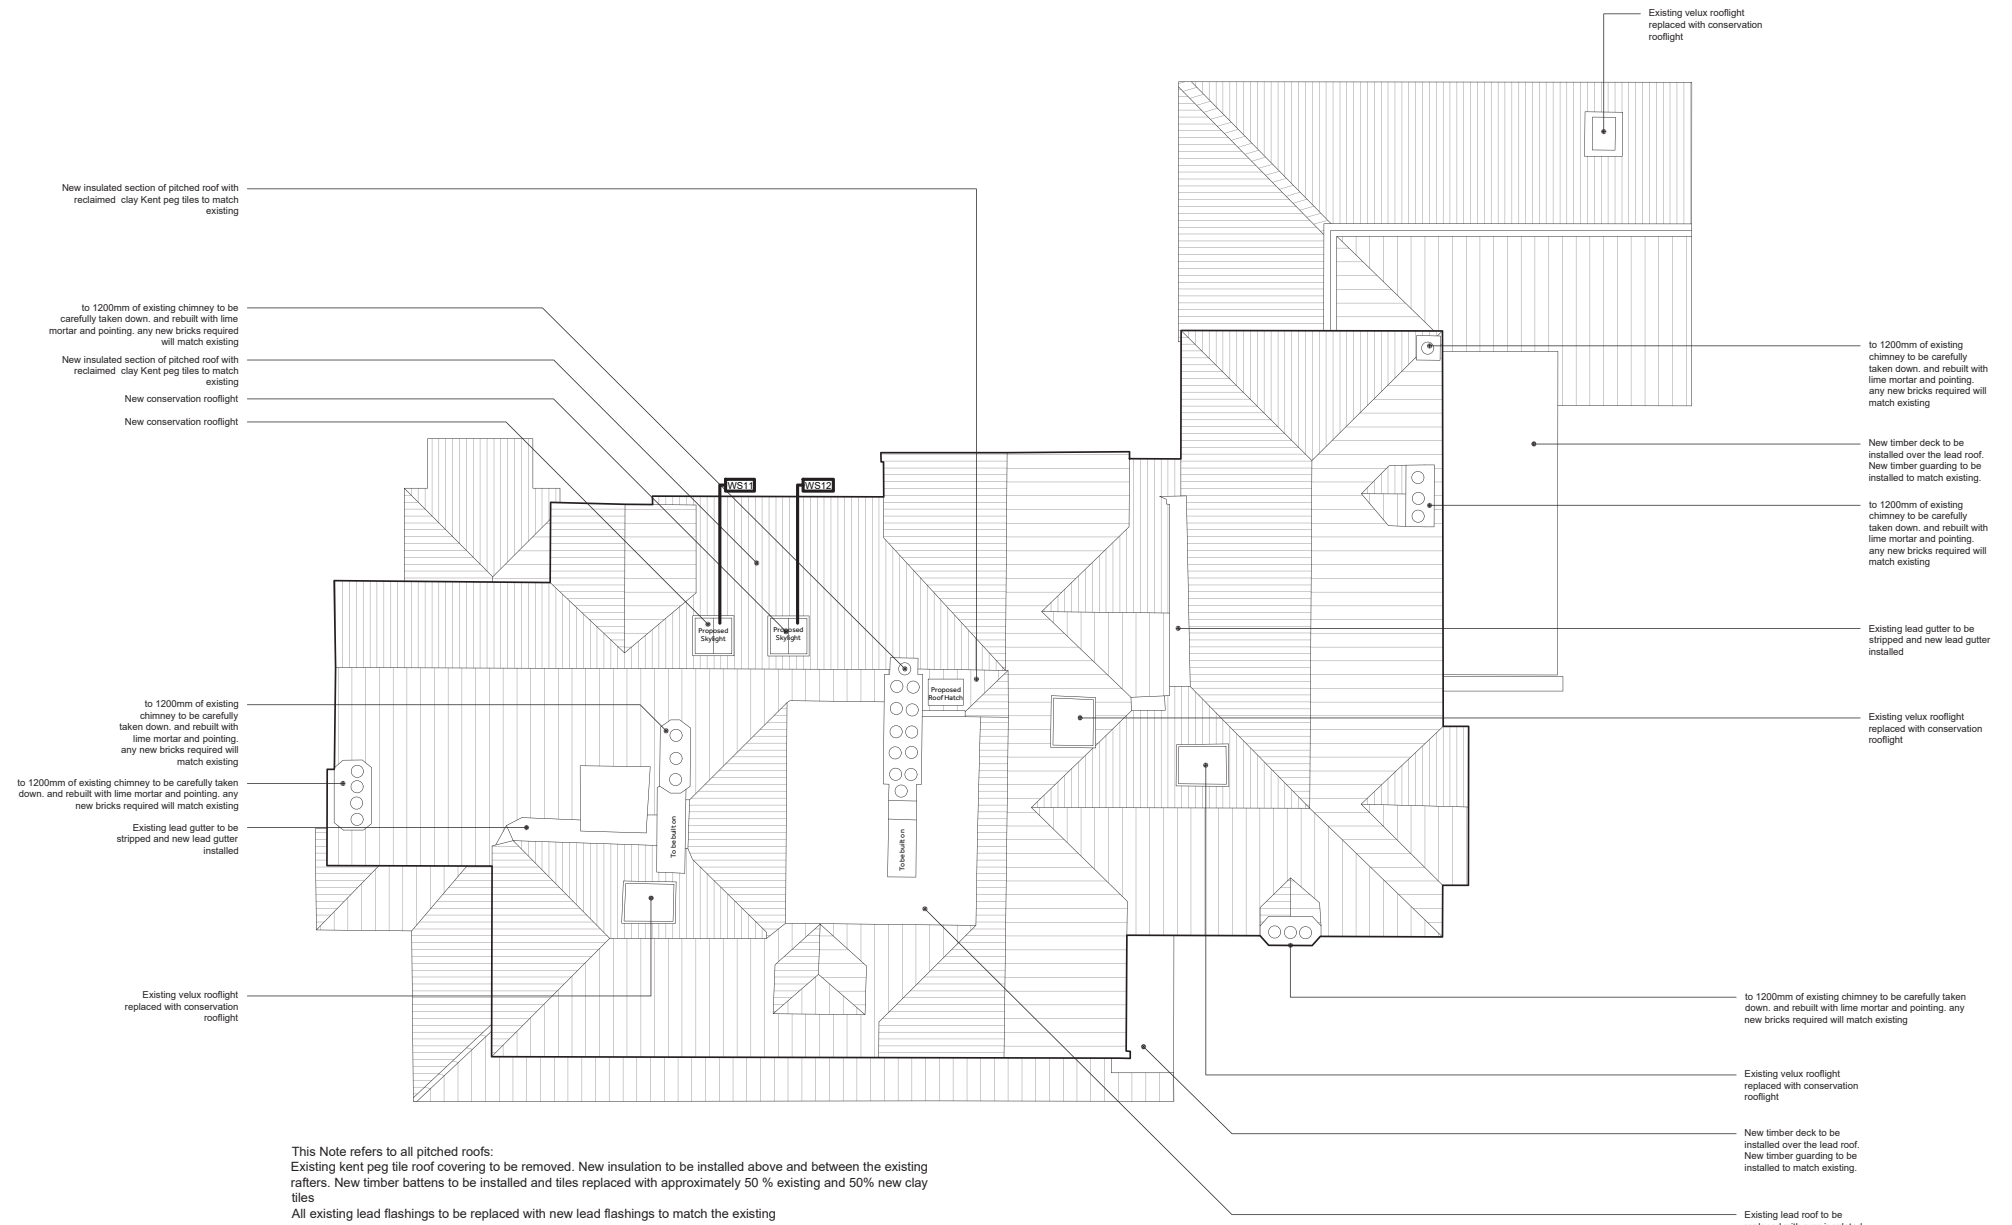 Existing velux rooflight
replaced with conservation
rooflight
New insulated section of pitched roof with
reclaimed clay Kent peg tiles to match
existing
to 1200mm of existing chimney to be
carefully taken down. and rebuilt with lime
mortar and pointing. any new bricks required
will match existing
New insulated section of pitched roof with
reclaimed clay Kent peg tiles to match
existing
New conservation rooflight
New conservation rooflight
WS11
WS12
Proposed
Skylight
Proposed
Skylight
Proposed
Roof Hatch
To be built on
To be built on
to 1200mm of existing
chimney to be carefully
taken down. and rebuilt with
lime mortar and pointing.
any new bricks required will
match existing
to 1200mm of existing chimney to be carefully taken
down. and rebuilt with lime mortar and pointing. any
new bricks required will match existing
Existing lead gutter to be
stripped and new lead gutter
installed
Existing velux rooflight
replaced with conservation
rooflight
to 1200mm of existing
chimney to be carefully
taken down. and rebuilt with
lime mortar and pointing.
any new bricks required will
match existing
New timber deck to be
installed over the lead roof.
New timber guarding to be
installed to match existing.
to 1200mm of existing
chimney to be carefully
taken down. and rebuilt with
lime mortar and pointing.
any new bricks required will
match existing
Existing lead gutter to be
stripped and new lead gutter
installed
Existing velux rooflight
replaced with conservation
rooflight
to 1200mm of existing chimney to be carefully taken
down. and rebuilt with lime mortar and pointing. any
new bricks required will match existing
Existing velux rooflight
replaced with conservation
rooflight
New timber deck to be
installed over the lead roof.
New timber guarding to be
installed to match existing.
Existing lead roof to be
This Note refers to all pitched roofs:
Existing kent peg tile roof covering to be removed. New insulation to be installed above and between the existing
rafters. New timber battens to be installed and tiles replaced with approximately 50 % existing and 50% new clay
tiles
All existing lead flashings to be replaced with new lead flashings to match the existing